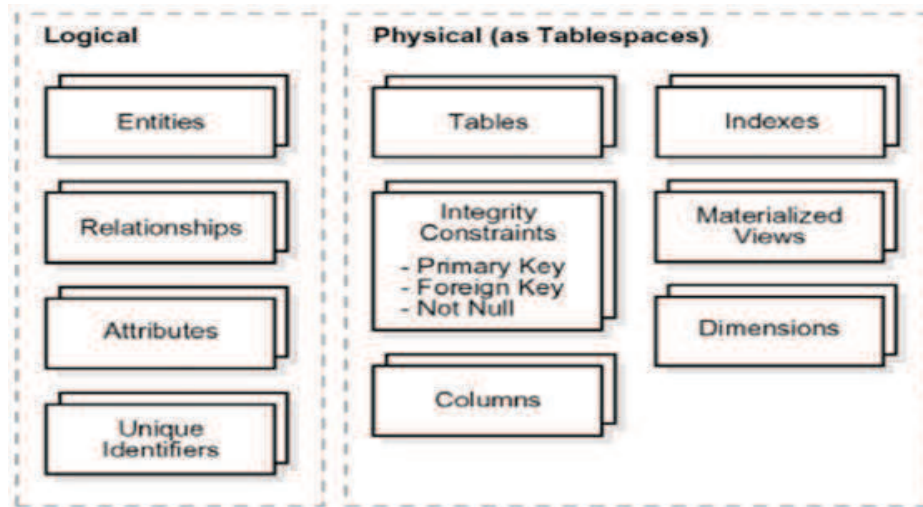 Logical
Entities
Relationships
Attributes
Unique
Identifiers
Physical (as Tablespaces)
Tables
Integrity
Constraints
- Primary Key
- Foreign Key
- Not Null
Columns
Indexes
Materialized
Views
Dimensions